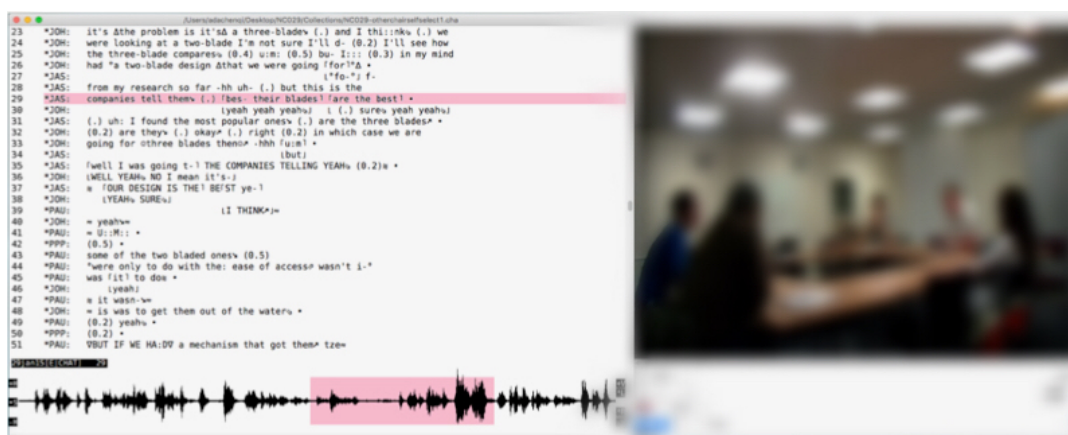 /Users/adachensj/Desktop/NCO29/Collections/NCO29-otherairselfselect1.cha
23 *JOH: it's ∆the problem is it's∆ a three-blade↘ (.) and I thi::nk↘ (.) we
24 *JOH: were looking at a two-blade I'm not sure I'll d- (0.2) I'll see how
25 *JOH: the three-blade compares↘ (0.4) u:m: (0.5) bu- I::: (0.3) in my mind
26 *JOH: had °a two-blade design ∆that we were going ⌈for⌉°∆ •
27 *JAS: ⌊°fo-°⌋ f-
28 *JAS: from my research so far -hh uh- (.) but this is the
29 *JAS: companies tell them↘ (.) ⌈bes- their blades⌉ ⌈are the best⌉ •
30 *JOH: ⌊yeah yeah yeah↘⌋ ⌊ (.) sure↘ yeah yeah↘⌋
31 *JAS: (.) uh: I found the most popular ones↘ (.) are the three blades↗ •
32 *JOH: (0.2) are they↘ (.) okay↗ (.) right (0.2) in which case we are
33 *JOH: going for three blades then↗ -hhh ⌈u:m⌉ •
34 *JAS: ⌊but⌋
35 *JAS: ⌈well I was going t-⌉ THE COMPANIES TELLING YEAH↘ (0.2)≋ •
36 *JOH: ⌊WELL YEAH↘ NO I mean it's-⌋
37 *JAS: ≋ ⌈OUR DESIGN IS THE⌉ BE⌈ST ye-⌉
38 *JOH: ⌊YEAH↘ SURE↘⌋
39 *PAU: ⌊I THINK↗⌋=
40 *JOH: = yeah↘=
41 *PAU: = U::M:: •
42 *PPP: (0.5) •
43 *PAU: some of the two bladed ones↘ (0.5)
44 *PAU: "were only to do with the: ease of access↗ wasn't i-"
45 *PAU: was ⌈it⌉ to do≋ •
46 *JOH: ⌊yeah⌋
47 *PAU: ≋ it wasn-↘=
48 *JOH: = is was to get them out of the water↘ •
49 *PAU: (0.2) yeah↘ •
50 *PPP: (0.2) •
51 *PAU: ∇BUT IF WE HA:D∇ a mechanism that got them↗ tze=